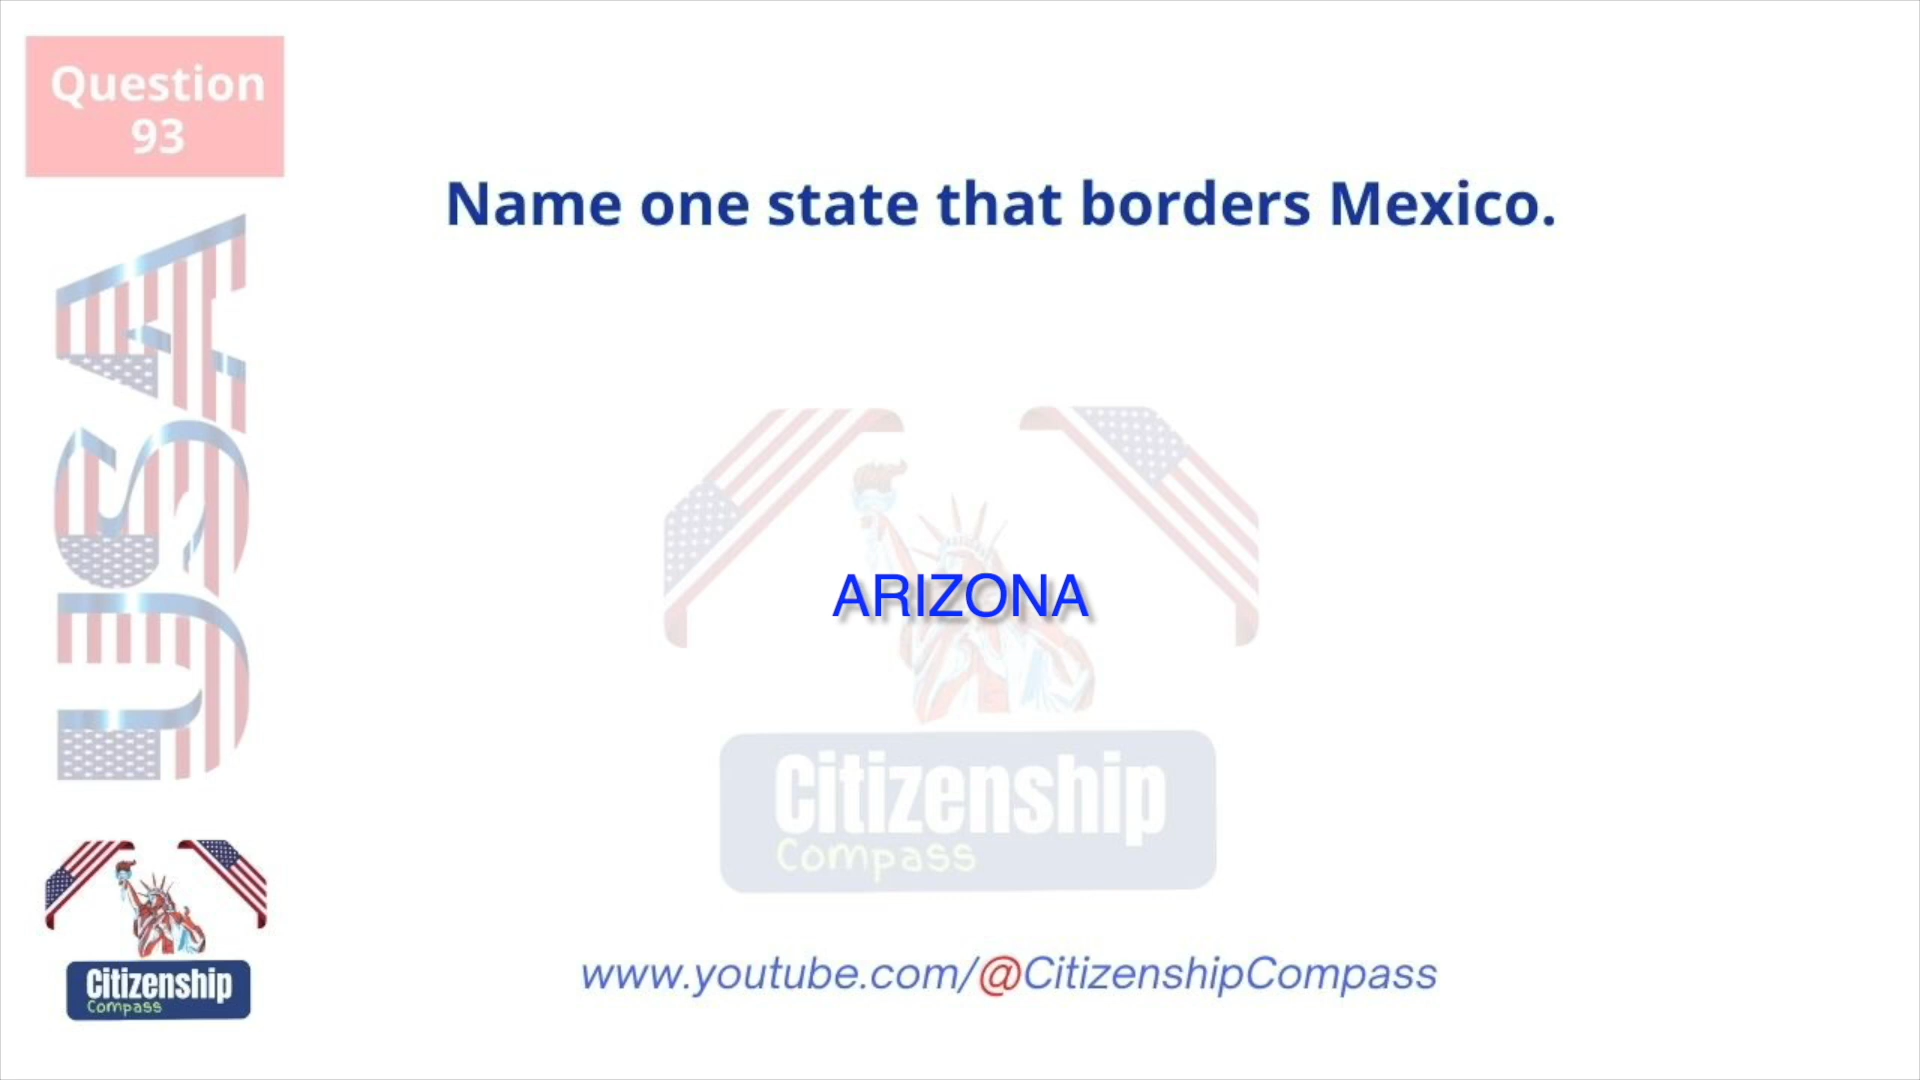 Question
93
Name one state that borders Mexico.
USA
ARIZONA
Citizenship
Compass
Citizenship
Compass
www.youtube.com/@CitizenshipCompass